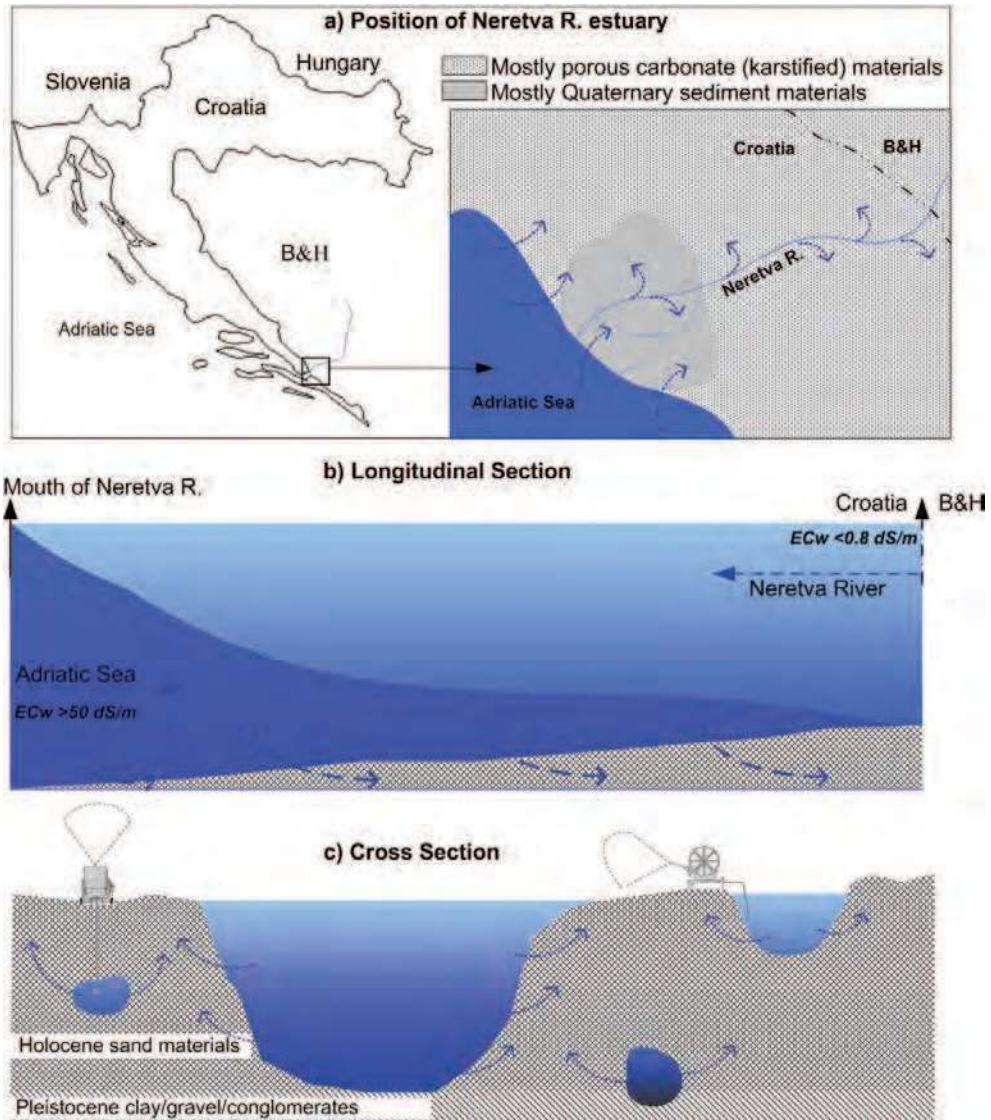 a) Position of Neretva R. estuary
Slovenia
Hungary
Croatia
B&H
Adriatic Sea
Mostly porous carbonate (karstified) materials
Mostly Quaternary sediment materials
Croatia
B&H
Neretva R.
Adriatic Sea
b) Longitudinal Section
Mouth of Neretva R.
Croatia
B&H
ECw <0.8 dS/m
Neretva River
Adriatic Sea
ECw >50 dS/m
c) Cross Section
Holocene sand materials
Pleistocene clay/gravel/conglomerates